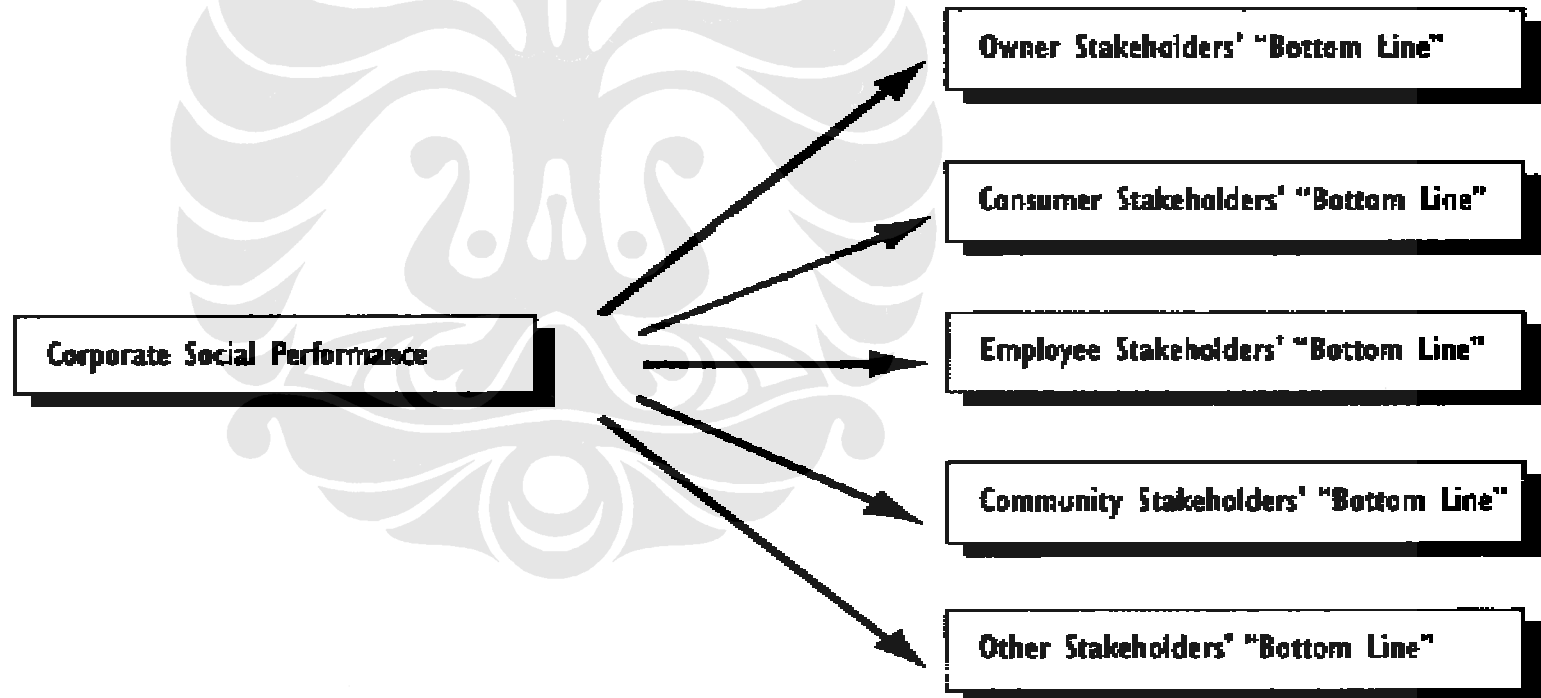 Owner Stakeholders' "Bottom Line"
Consumer Stakeholders' "Bottom Line"
Corporate Social Performance
Employee Stakeholders' "Bottom Line"
Community Stakeholders' "Bottom Line"
Other Stakeholders' "Bottom Line"